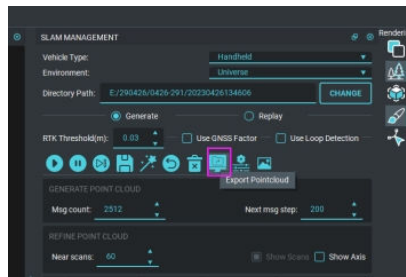 SLAM MANAGEMENT
Renderi
Vehicle Type: Handheld
Environment: Universe
Directory Path: E:/290426/0426-291/20230426134606 CHANGE
Generate Replay
RTK Threshold(m): 0.03 Use GNSS Factor Use Loop Detection
Export Pointcloud
GENERATE POINT CLOUD
Msg count: 2512 Next msg step: 200
REFINE POINT CLOUD
Near scans: 60 Show Scans Show Axis